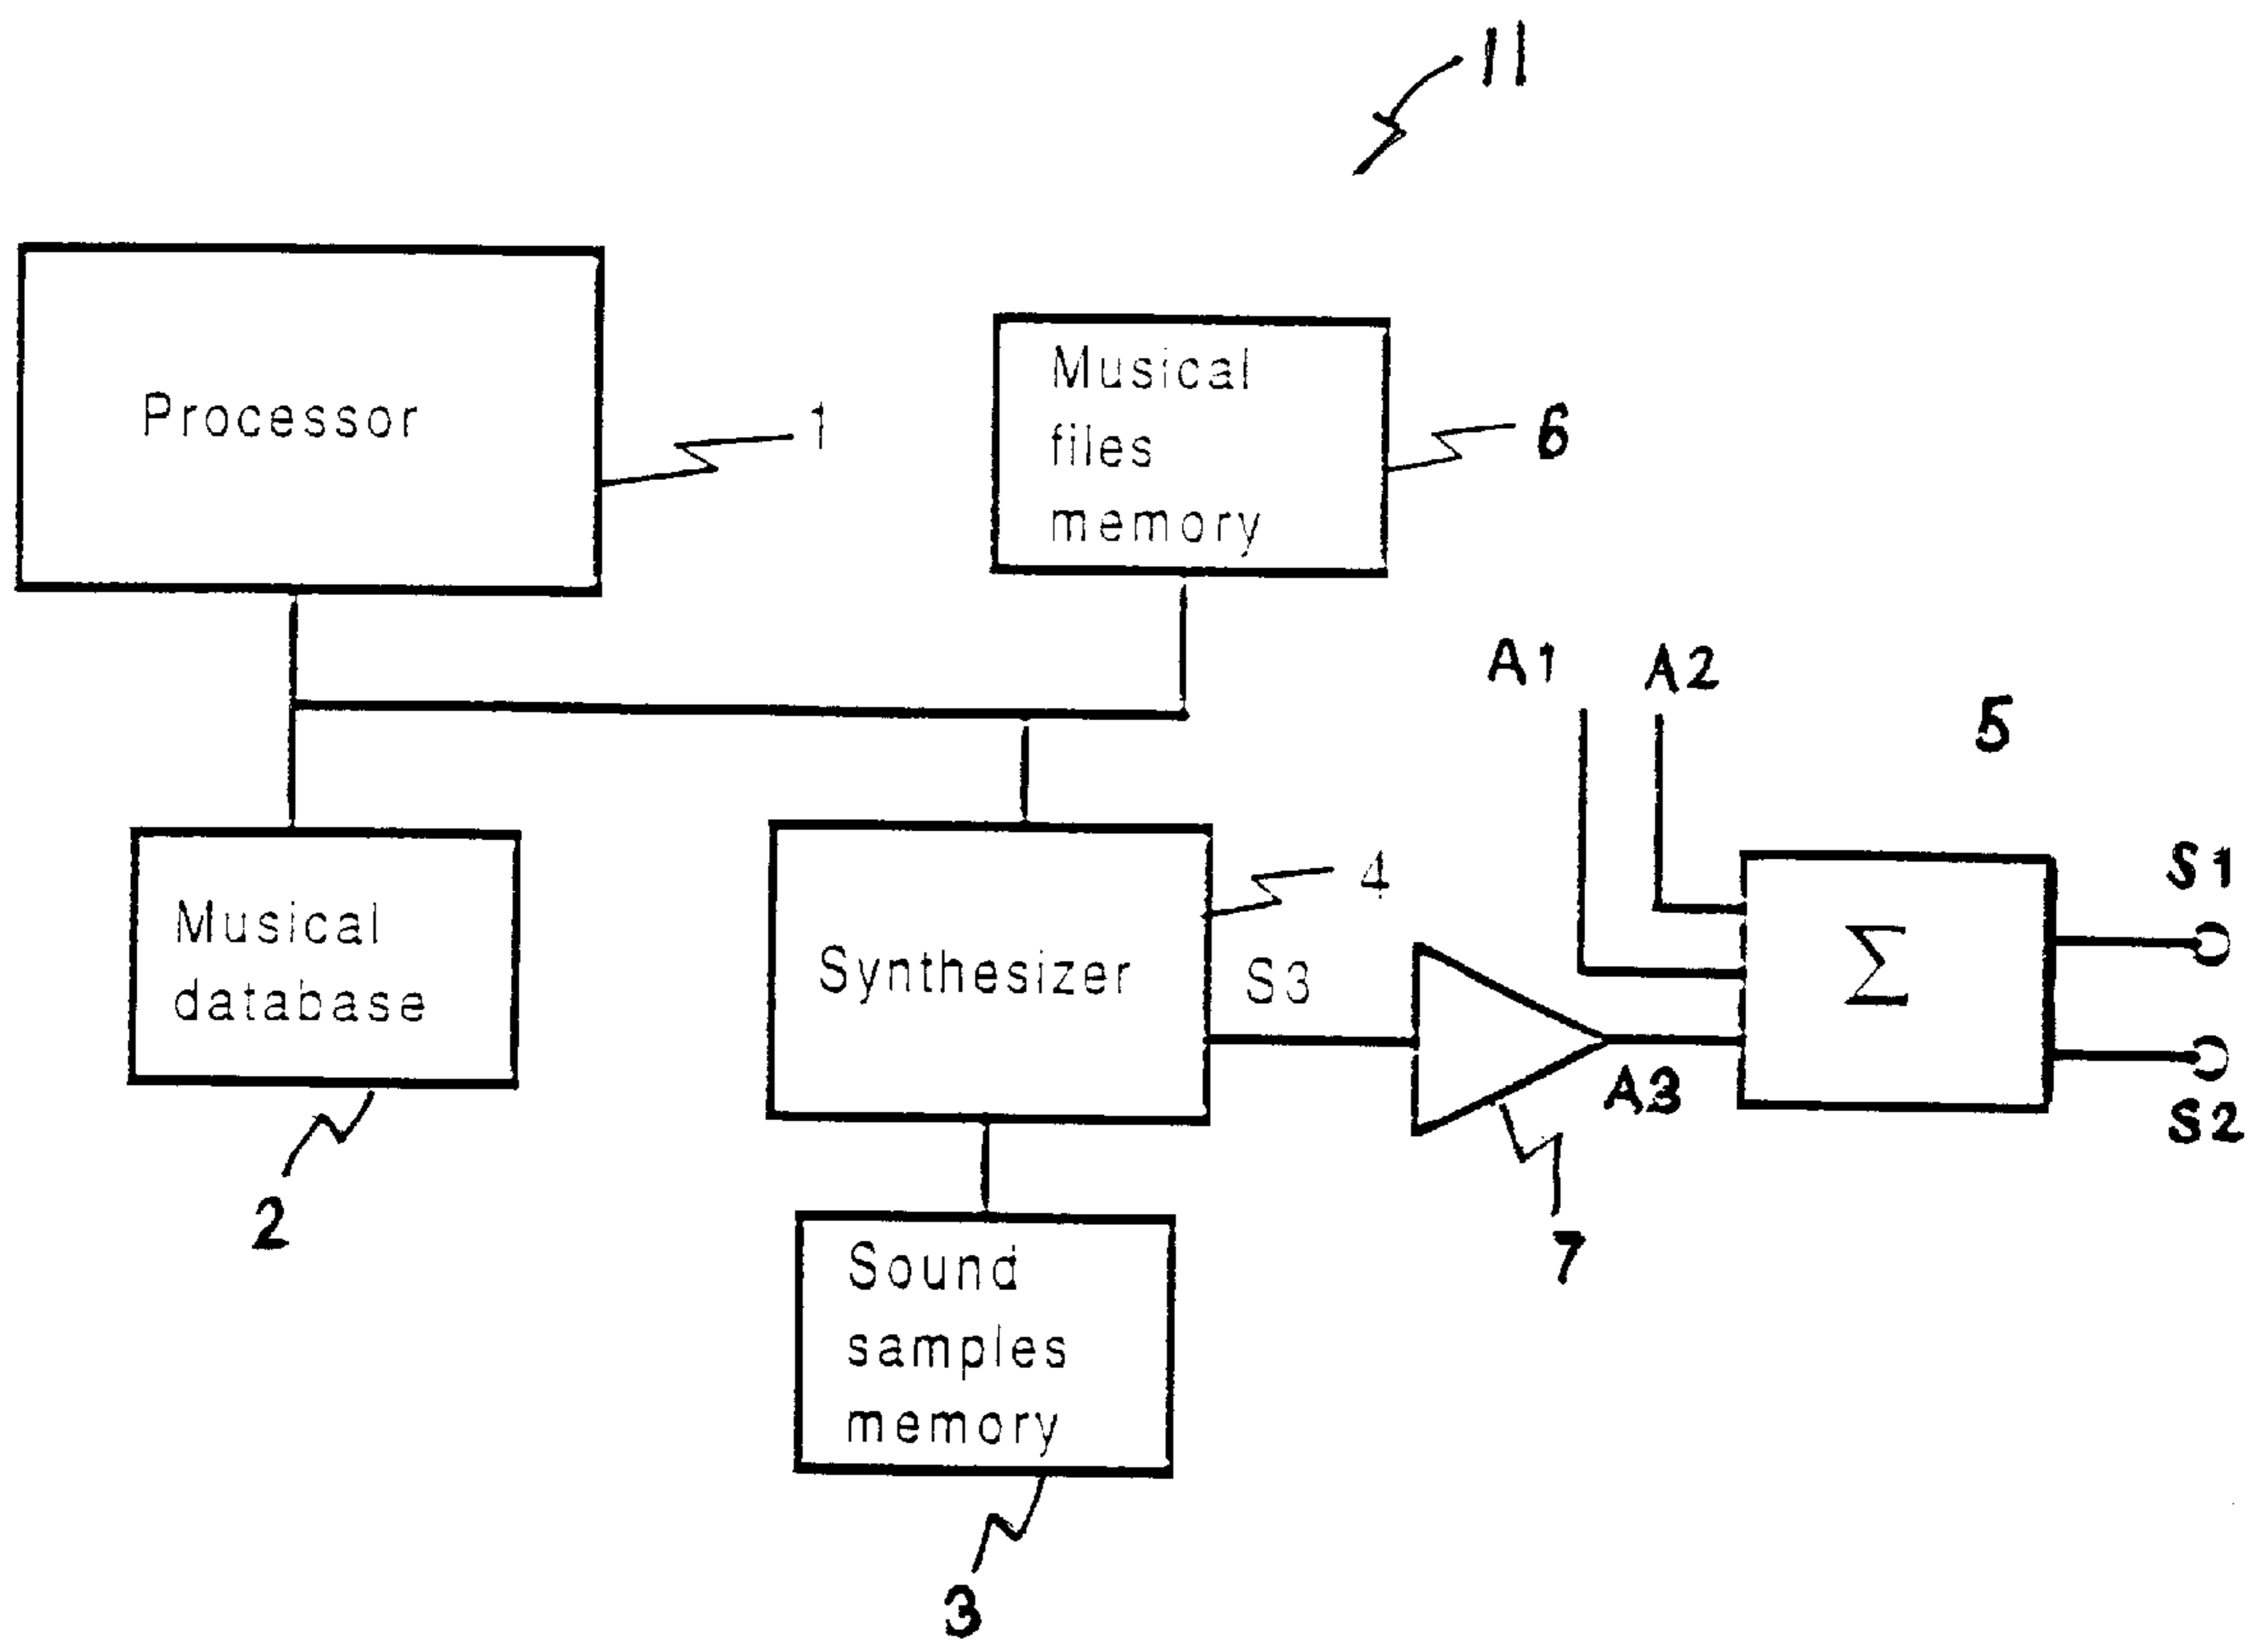 11
Processor
1
Musical
files
memory
6
A1
A2
5
Musical
database
2
Synthesizer
4
S3
A3
7
Σ
S1
S2
Sound
samples
memory
3